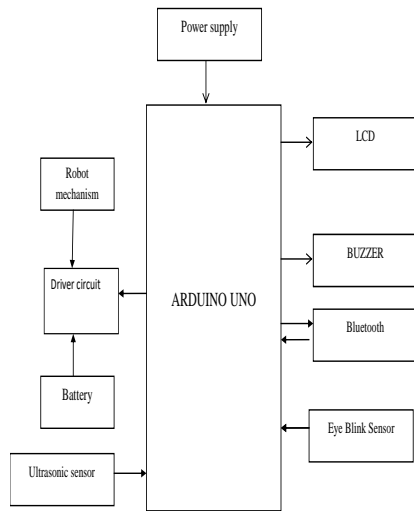 Power supply
LCD
Robot
mechanism
BUZZER
Driver circuit
ARDUINO UNO
Bluetooth
Battery
Eye Blink Sensor
Ultrasonic sensor